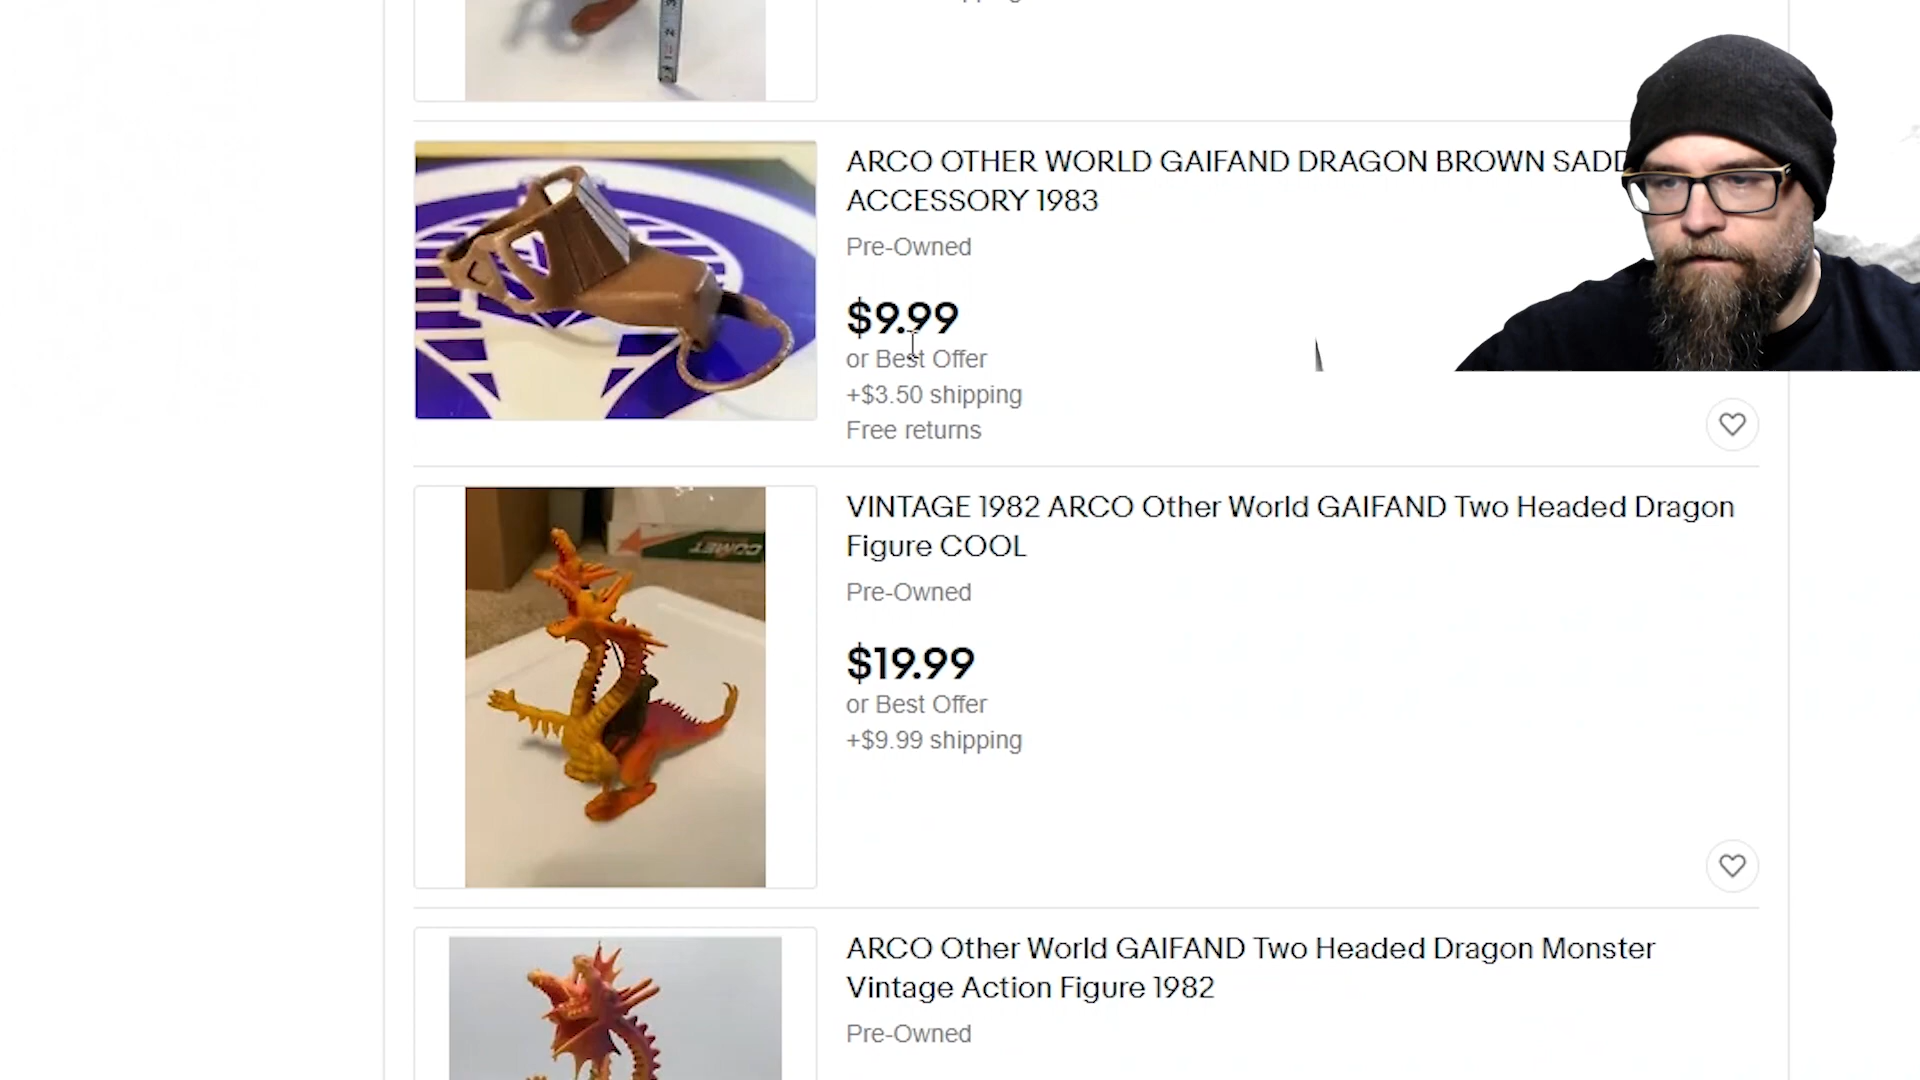 ARCO OTHER WORLD GAIFAND DRAGON BROWN
ACCESSORY 1983
Pre-Owned
$9.99
or Best Offer
+$3.50 shipping
Free returns
VINTAGE 1982 ARCO Other World GAIFAND Two Headed Dragon
Figure COOL
Pre-Owned
$19.99
or Best Offer
+$9.99 shipping
ARCO Other World GAIFAND Two Headed Dragon Monster
Vintage Action Figure 1982
Pre-Owned